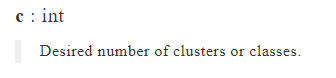 c : int
Desired number of clusters or classes.